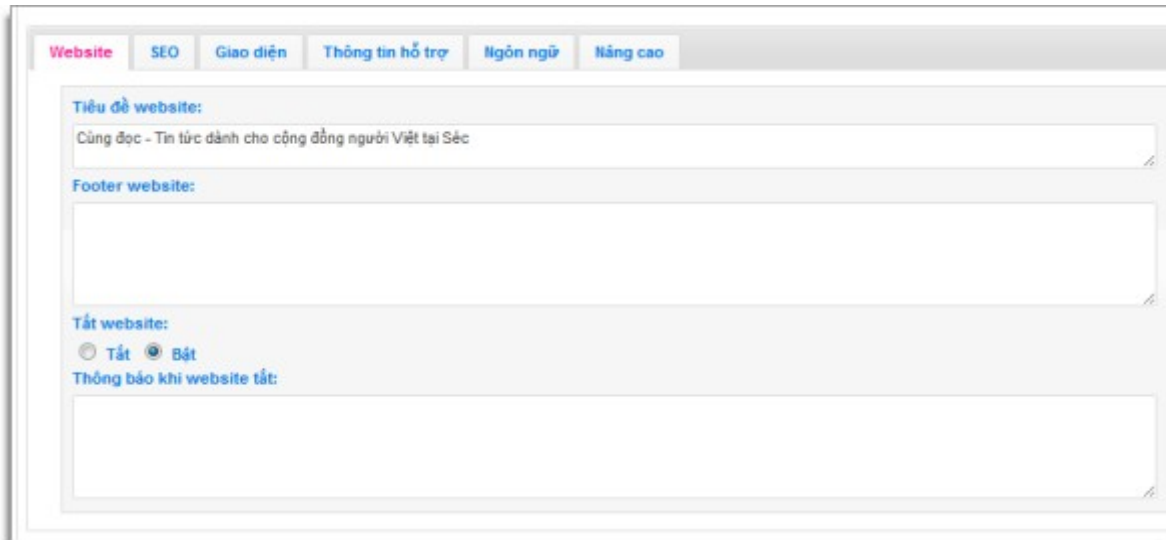 Website SEO Giao diện Thông tin hỗ trợ Ngôn ngữ Nâng cao
Tiêu đề website:
Cùng đọc - Tin tức dành cho cộng đồng người Việt tại Séc
Footer website:
Tắt website:
Tắt Bật
Thông báo khi website tắt: